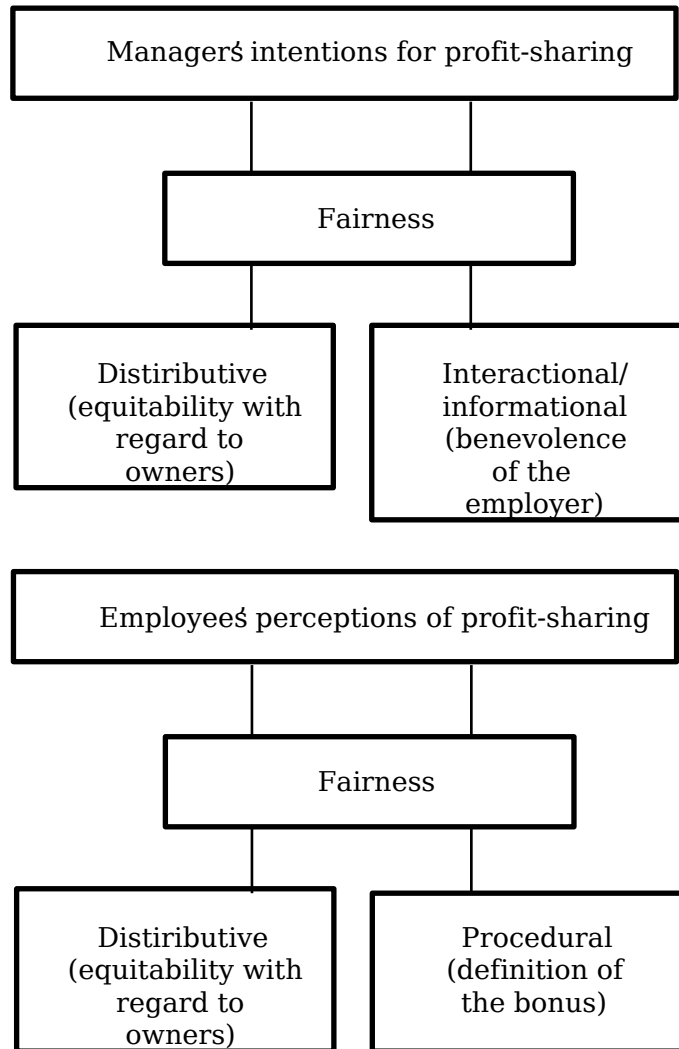 Managers' intentions for profit-sharing
Fairness
Distiributive
(equitability with
regard to
owners)
Interactional/
informational
(benevolence
of the
employer)
Employees' perceptions of profit-sharing
Fairness
Distiributive
(equitability with
regard to
owners)
Procedural
(definition of
the bonus)